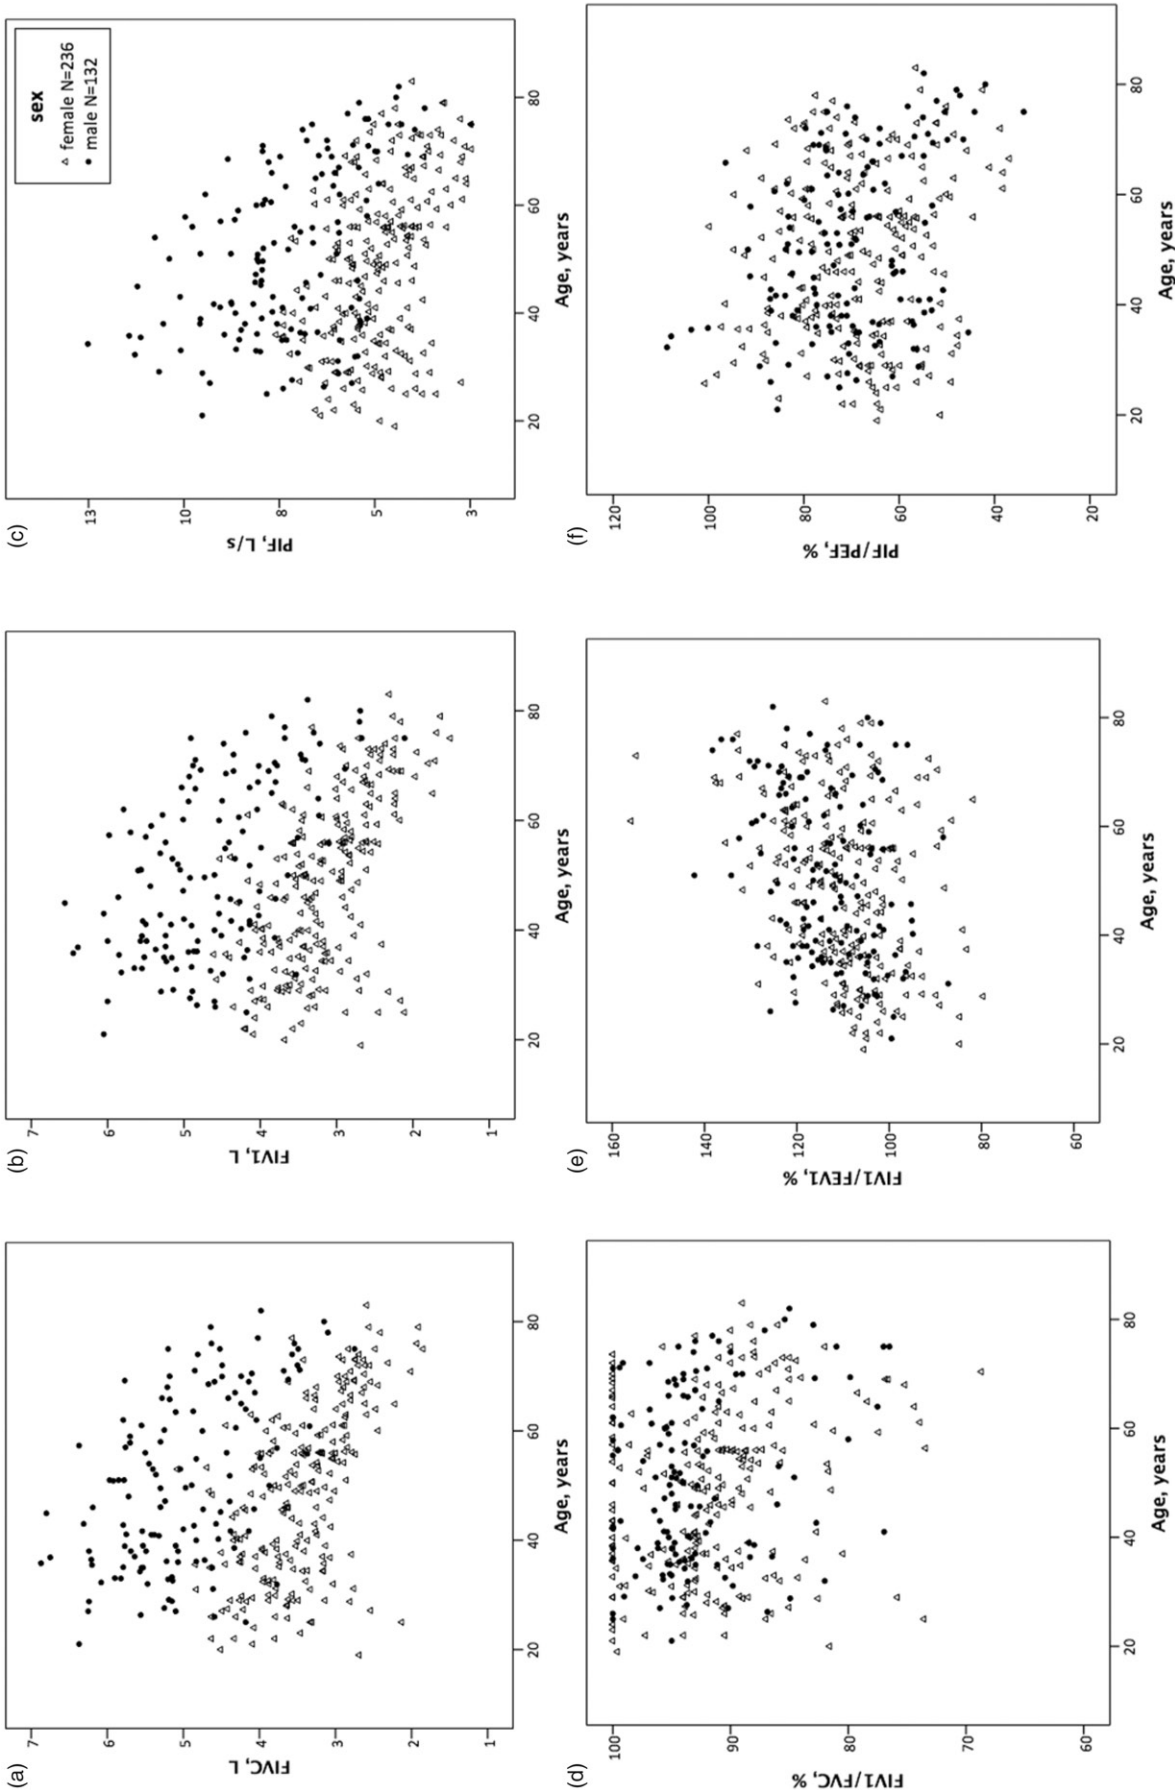 (a)
7
6
5
4
3
2
1
FIVC, L
20
40
60
80
Age, years
(b)
7
6
5
4
3
2
1
FIV1, L
20
40
60
80
Age, years
(c)
13
10
8
5
3
PIF, L/s
20
40
60
80
Age, years
sex
female N=236
male N=132
(d)
100
90
80
70
60
FIV1/FVC, %
20
40
60
80
Age, years
(e)
160
140
120
100
80
60
FIV1/FEV1, %
20
40
60
80
Age, years
(f)
120
100
80
60
40
20
PIF/PEF, %
20
40
60
80
Age, years